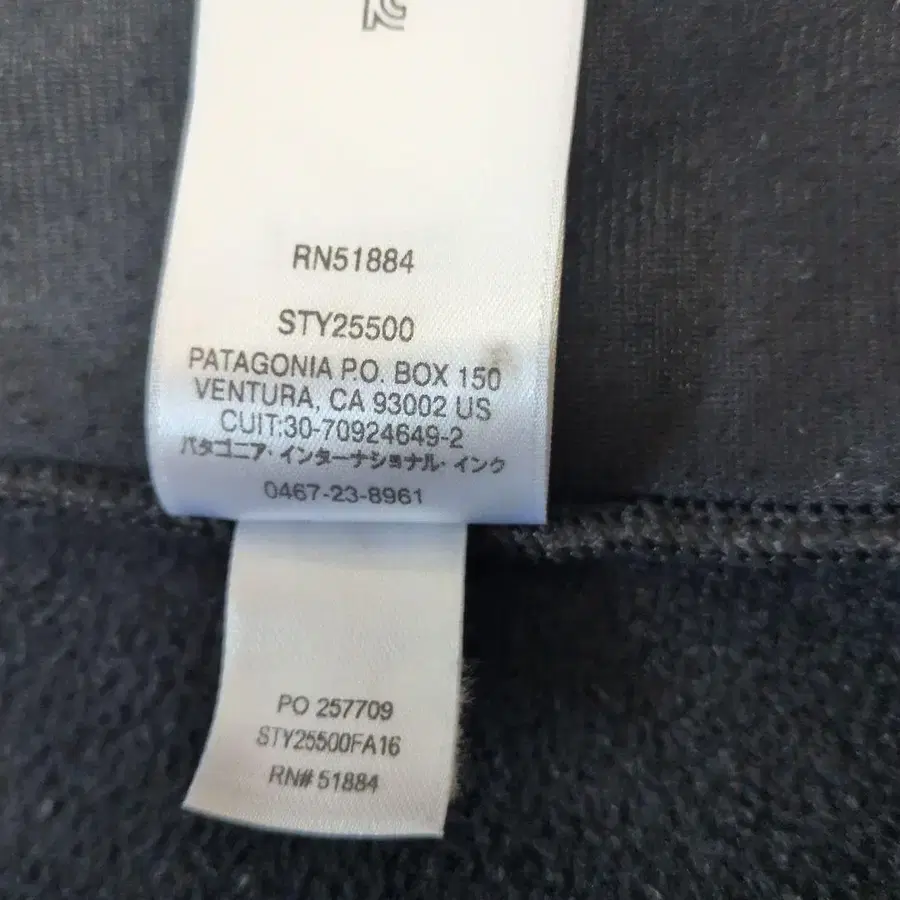 RN51884
STY25500
PATAGONIA P.O. BOX 150
VENTURA, CA 93002 US
CUIT:30-70924649-2
パタゴニア・インターナショナル・インク
0467-23-8961
PO 257709
STY25500FA16
RN# 51884